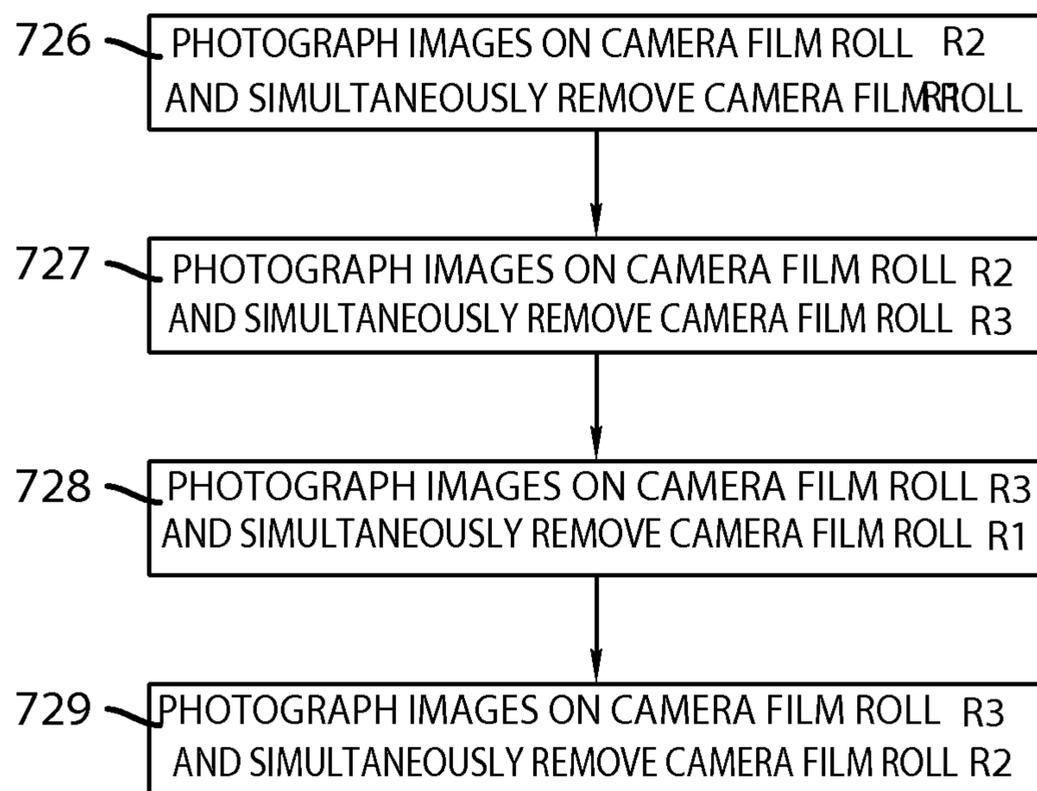 726 PHOTOGRAPH IMAGES ON CAMERA FILM ROLL R2
AND SIMULTANEOUSLY REMOVE CAMERA FILM ROLL R1
727 PHOTOGRAPH IMAGES ON CAMERA FILM ROLL R2
AND SIMULTANEOUSLY REMOVE CAMERA FILM ROLL R3
728 PHOTOGRAPH IMAGES ON CAMERA FILM ROLL R3
AND SIMULTANEOUSLY REMOVE CAMERA FILM ROLL R1
729 PHOTOGRAPH IMAGES ON CAMERA FILM ROLL R3
AND SIMULTANEOUSLY REMOVE CAMERA FILM ROLL R2